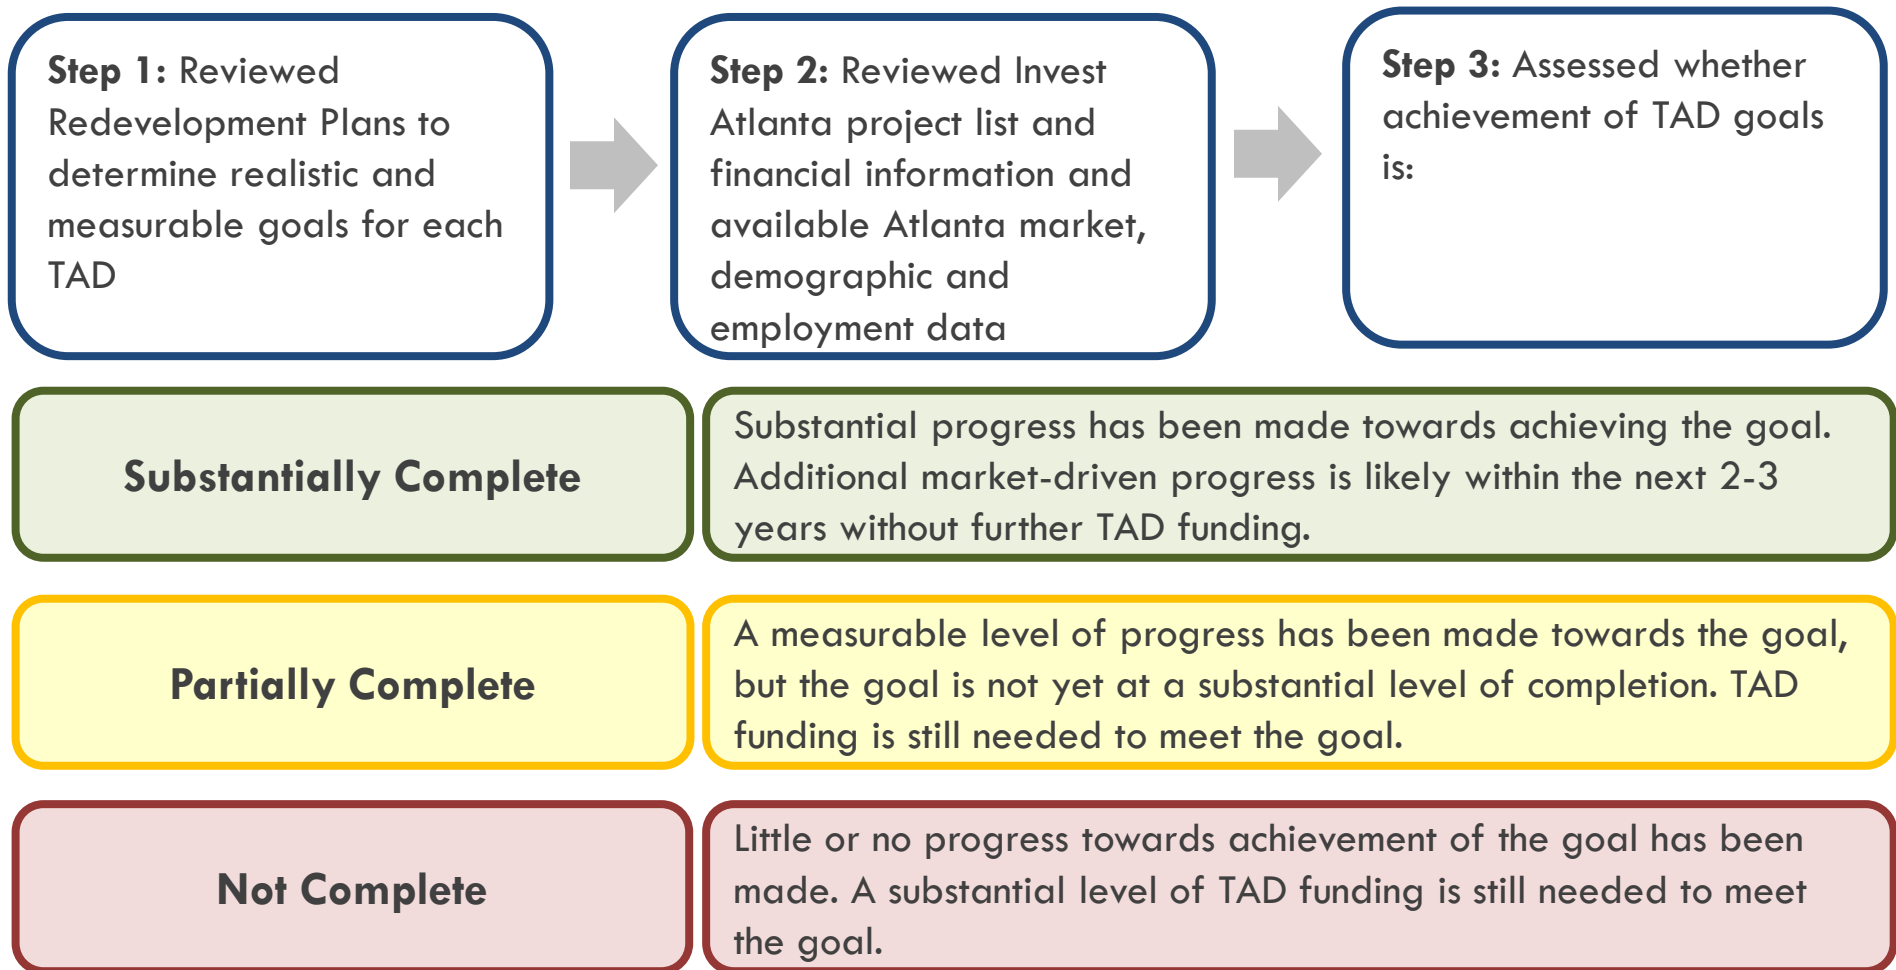 Step 1: Reviewed
Redevelopment Plans to
determine realistic and
measurable goals for each
TAD
Step 2: Reviewed Invest
Atlanta project list and
financial information and
available Atlanta market,
demographic and
employment data
Step 3: Assessed whether
achievement of TAD goals
is:
Substantially Complete
Substantial progress has been made towards achieving the goal.
Additional market-driven progress is likely within the next 2-3
years without further TAD funding.
Partially Complete
A measurable level of progress has been made towards the goal,
but the goal is not yet at a substantial level of completion. TAD
funding is still needed to meet the goal.
Not Complete
Little or no progress towards achievement of the goal has been
made. A substantial level of TAD funding is still needed to meet
the goal.